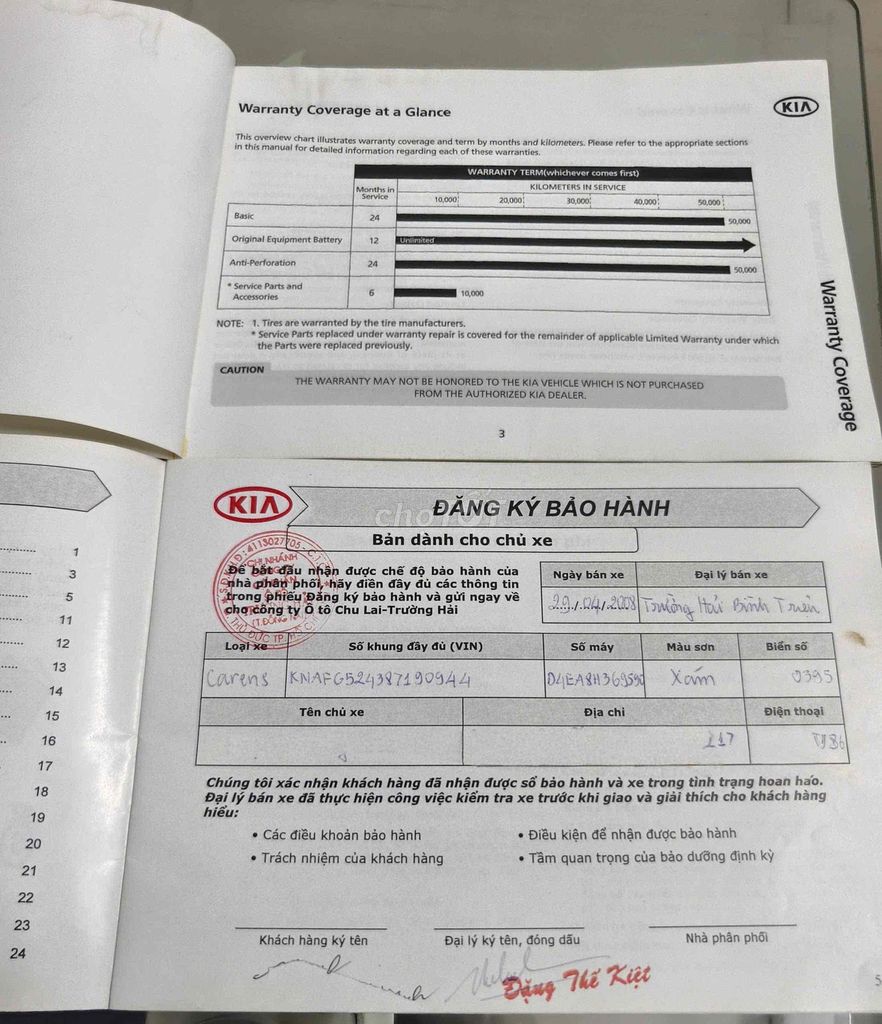 Warranty Coverage at a Glance
KIA
This overview chart illustrates warranty coverage and term by months and kilometers. Please refer to the appropriate sections
in this manual for detailed information regarding each of these warranties.
WARRANTY TERM(whichever comes first)
Months in
Service
KILOMETERS IN SERVICE
10,000 20,000 30,000 40,000 50,000
Basic 24 50,000
Original Equipment Battery 12 Unlimited
Anti-Perforation 24 50,000
* Service Parts and
Accessories 6 10,000
NOTE: 1. Tires are warranted by the tire manufacturers.
* Service Parts replaced under warranty repair is covered for the remainder of applicable Limited Warranty under which
the Parts were replaced previously.
CAUTION
THE WARRANTY MAY NOT BE HONORED TO THE KIA VEHICLE WHICH IS NOT PURCHASED
FROM THE AUTHORIZED KIA DEALER.
3
Warranty Coverage
1
3
5
11
12
13
14
15
16
17
18
19
20
21
22
23
24
KIA
ĐĂNG KÝ BẢO HÀNH
choTỐT
Bản dành cho chủ xe
Để bắt đầu nhận được chế độ bảo hành của
nhà phân phối, hãy điền đầy đủ các thông tin
trong phiếu Đăng ký bảo hành và gửi ngay về
cho công ty Ô tô Chu Lai-Trường Hải
4113027705
CHI NHÁNH
Ngày bán xe Đại lý bán xe
22/04/2008 Trường Hải Bình Triệu
Loại xe Số khung đầy đủ (VIN) Số máy Màu sơn Biển số
Carens KNAFG524387190944 D4EA8H369590 Xám 0395
Tên chủ xe Địa chỉ Điện thoại
117
Chúng tôi xác nhận khách hàng đã nhận được sổ bảo hành và xe trong tình trạng hoàn hảo.
Đại lý bán xe đã thực hiện công việc kiểm tra xe trước khi giao và giải thích cho khách hàng
hiểu:
• Các điều khoản bảo hành • Điều kiện để nhận được bảo hành
• Trách nhiệm của khách hàng • Tầm quan trọng của bảo dưỡng định kỳ
Khách hàng ký tên Đại lý ký tên, đóng dấu Nhà phân phối
Đặng Thế Kiệt
5